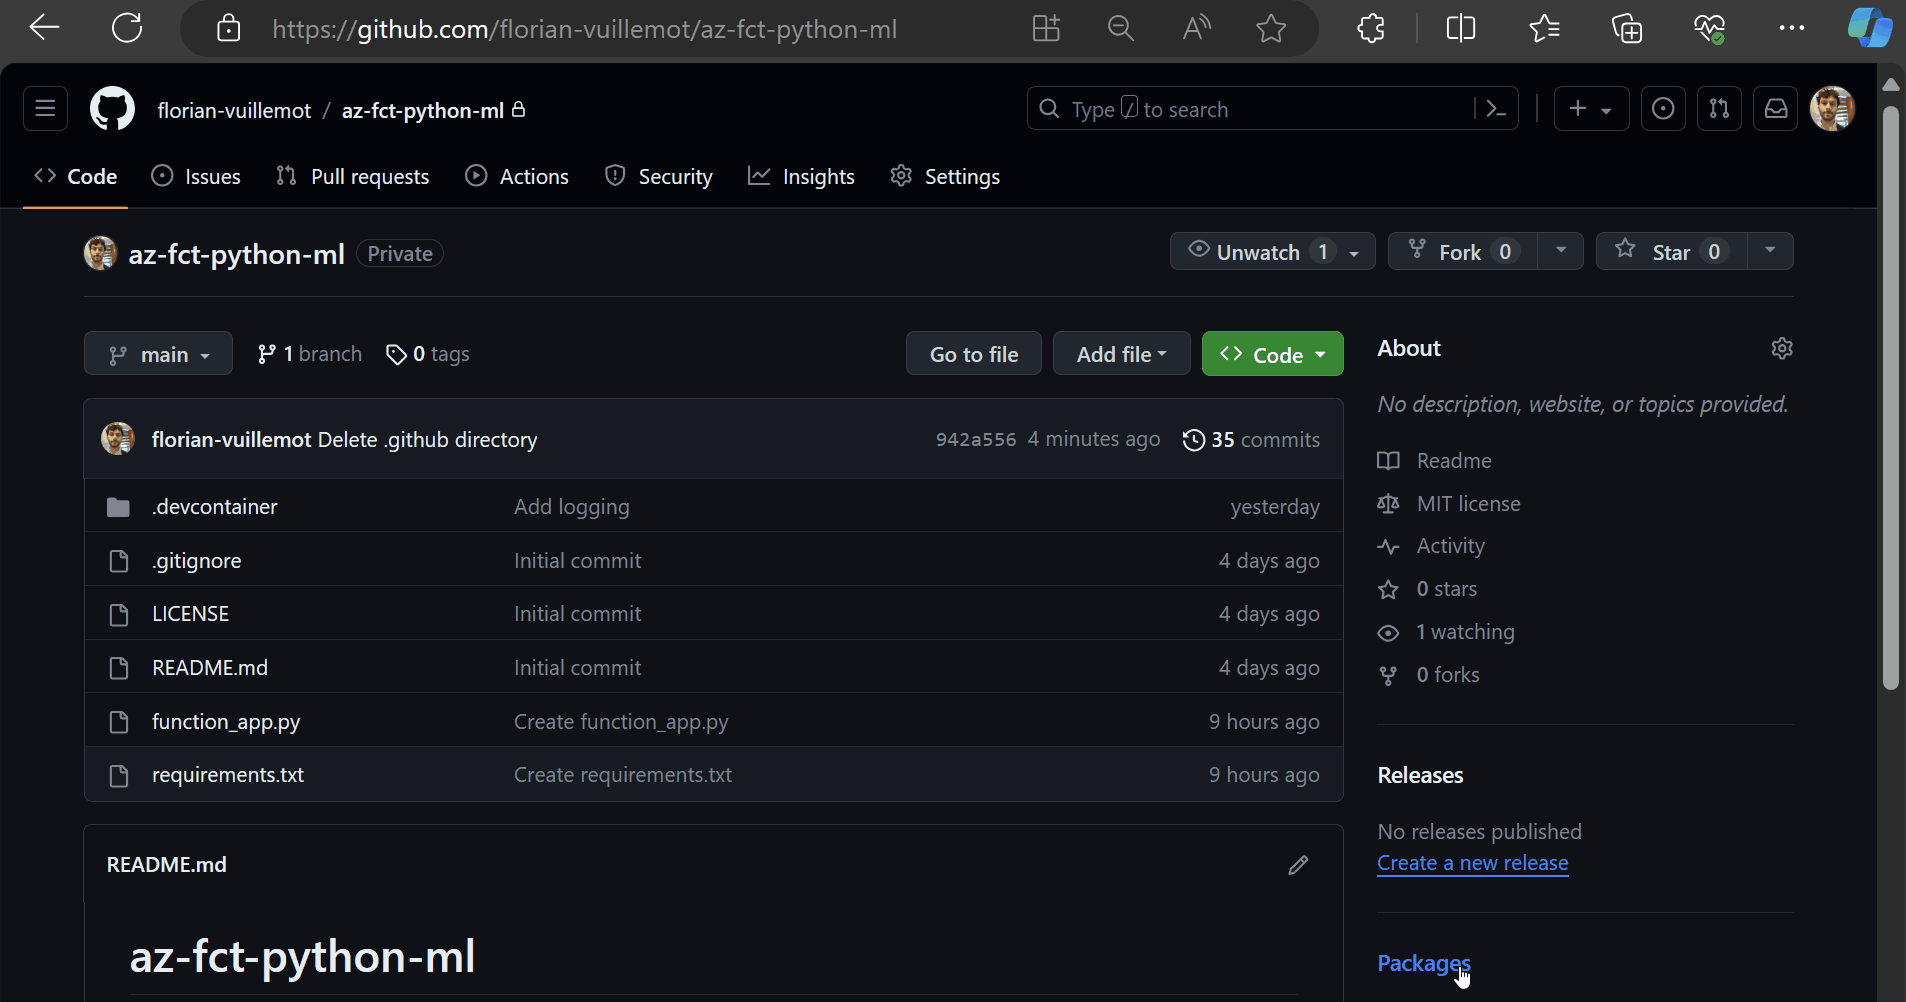 https://github.com/florian-vuillemot/az-fct-python-ml
florian-vuillemot / az-fct-python-ml
Type / to search
Code Issues Pull requests Actions Security Insights Settings
az-fct-python-ml Private
Unwatch 1 Fork 0 Star 0
main 1 branch 0 tags
Go to file Add file Code
florian-vuillemot Delete .github directory 942a556 4 minutes ago 35 commits
.devcontainer Add logging yesterday
.gitignore Initial commit 4 days ago
LICENSE Initial commit 4 days ago
README.md Initial commit 4 days ago
function_app.py Create function_app.py 9 hours ago
requirements.txt Create requirements.txt 9 hours ago
README.md
az-fct-python-ml
About
No description, website, or topics provided.
Readme
MIT license
Activity
0 stars
1 watching
0 forks
Releases
No releases published
Create a new release
Packages